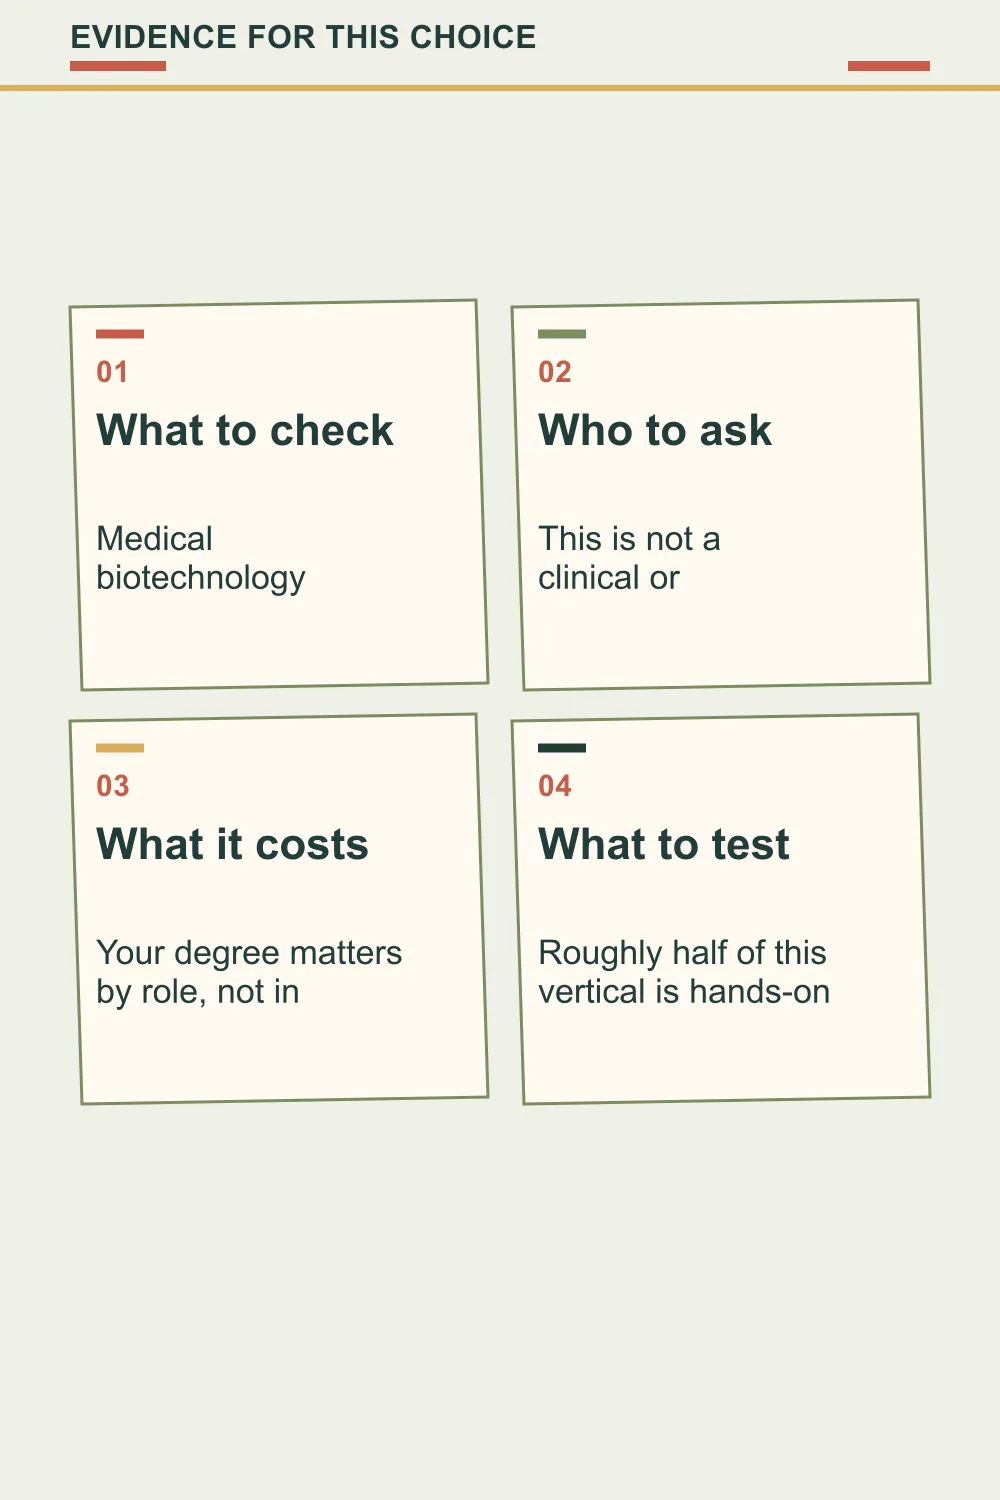 EVIDENCE FOR THIS CHOICE
01
What to check
Medical
biotechnology
02
Who to ask
This is not a
clinical or
03
What it costs
Your degree matters
by role, not in
04
What to test
Roughly half of this
vertical is hands-on